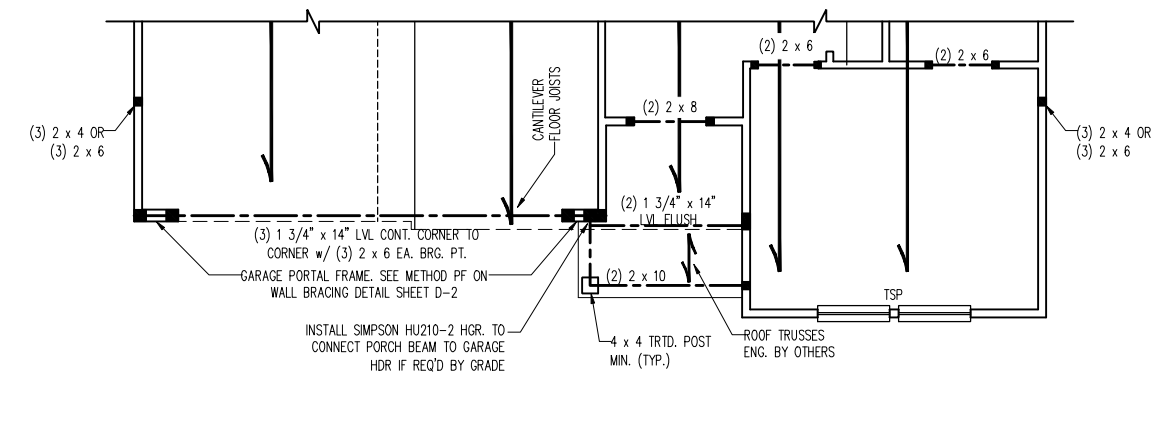 (2) 2 x 6
(2) 2 x 6
CANTILEVER
FLOOR JOISTS
(2) 2 x 8
(3) 2 x 4 OR
(3) 2 x 6
(3) 2 x 4 OR
(3) 2 x 6
(2) 1 3/4" x 14"
LVL FLUSH
(3) 1 3/4" x 14" LVL CONT. CORNER TO
CORNER w/ (3) 2 x 6 EA. BRG. PT.
GARAGE PORTAL FRAME. SEE METHOD PF ON
WALL BRACING DETAIL SHEET D-2
(2) 2 x 10
TSP
INSTALL SIMPSON HU210-2 HGR. TO
CONNECT PORCH BEAM TO GARAGE
HDR IF REQ'D BY GRADE
4 x 4 TRTD. POST
MIN. (TYP.)
ROOF TRUSSES
ENG. BY OTHERS